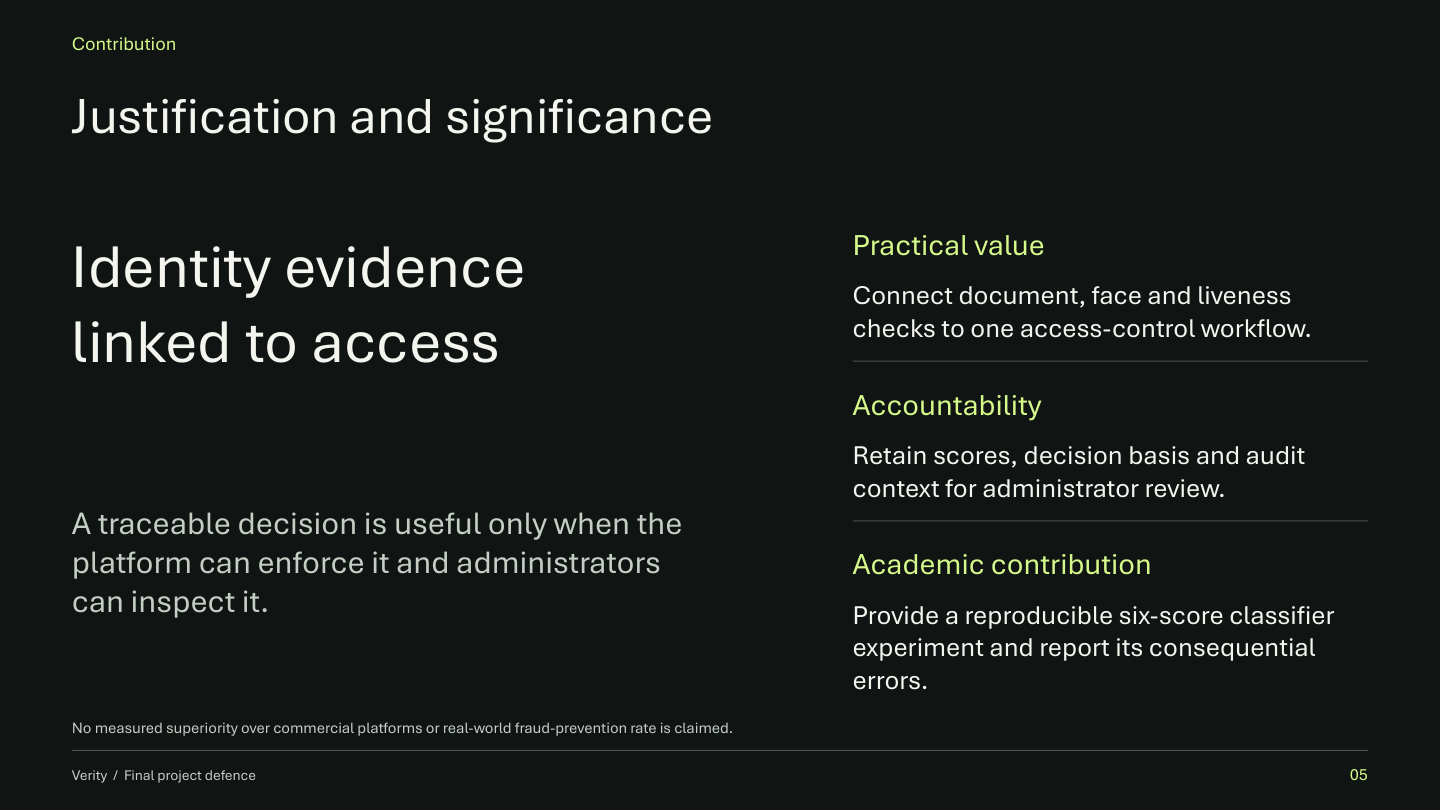 Contribution
Justification and significance
Identity evidence
linked to access
A traceable decision is useful only when the
platform can enforce it and administrators
can inspect it.
Practical value
Connect document, face and liveness
checks to one access-control workflow.
Accountability
Retain scores, decision basis and audit
context for administrator review.
Academic contribution
Provide a reproducible six-score classifier
experiment and report its consequential
errors.
No measured superiority over commercial platforms or real-world fraud-prevention rate is claimed.
Verity / Final project defence
05